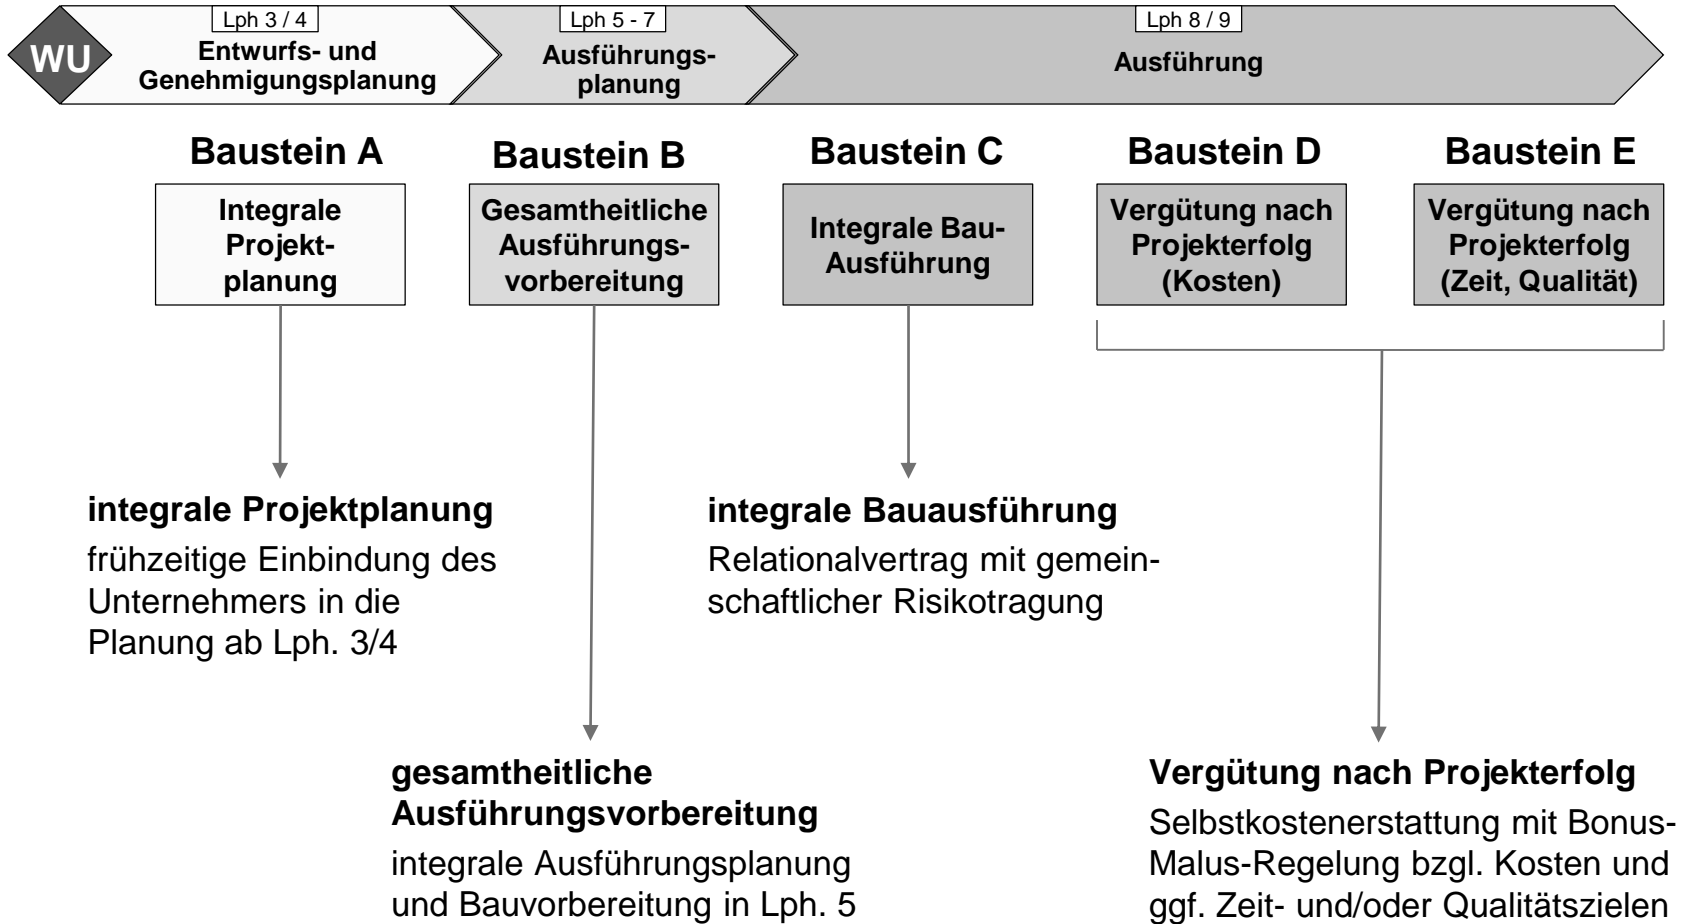 WU
Lph 3 / 4
Entwurfs- und
Genehmigungsplanung
Lph 5 - 7
Ausführungs-
planung
Lph 8 / 9
Ausführung
Baustein A
Integrale
Projekt-
planung
Baustein B
Gesamtheitliche
Ausführungs-
vorbereitung
Baustein C
Integrale Bau-
Ausführung
Baustein D
Vergütung nach
Projekterfolg
(Kosten)
Baustein E
Vergütung nach
Projekterfolg
(Zeit, Qualität)
integrale Projektplanung
frühzeitige Einbindung des
Unternehmers in die
Planung ab Lph. 3/4
integrale Bauausführung
Relationalvertrag mit gemein-
schaftlicher Risikotragung
gesamtheitliche
Ausführungsvorbereitung
integrale Ausführungsplanung
und Bauvorbereitung in Lph. 5
Vergütung nach Projekterfolg
Selbstkostenerstattung mit Bonus-
Malus-Regelung bzgl. Kosten und
ggf. Zeit- und/oder Qualitätszielen